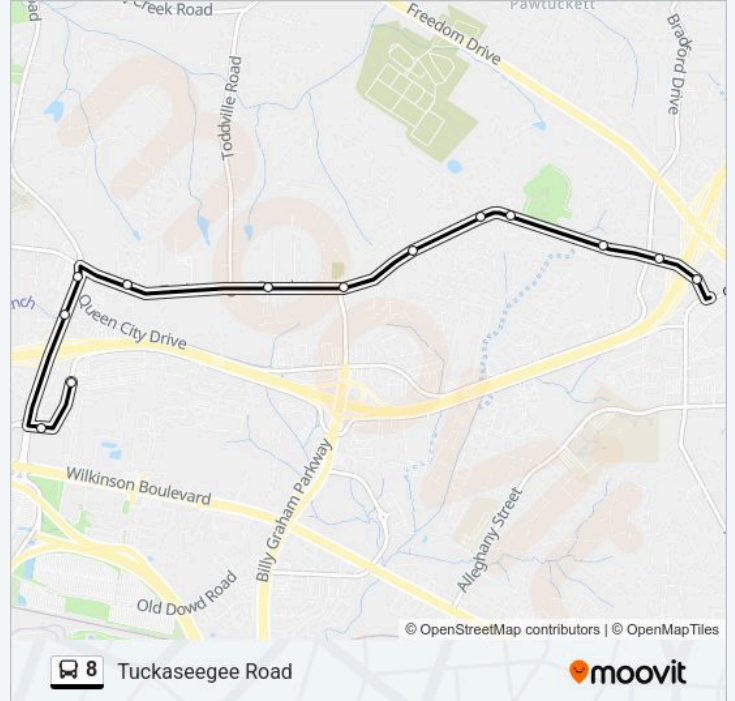 Pawtuckett
Creek Road
Freedom Drive
Bradford Drive
Toddville Road
Queen City Drive
Wilkinson Boulevard
Billy Graham Parkway
Alleghany Street
Old Dowd Road
© OpenStreetMap contributors | © OpenMapTiles
8 Tuckaseegee Road
moovit